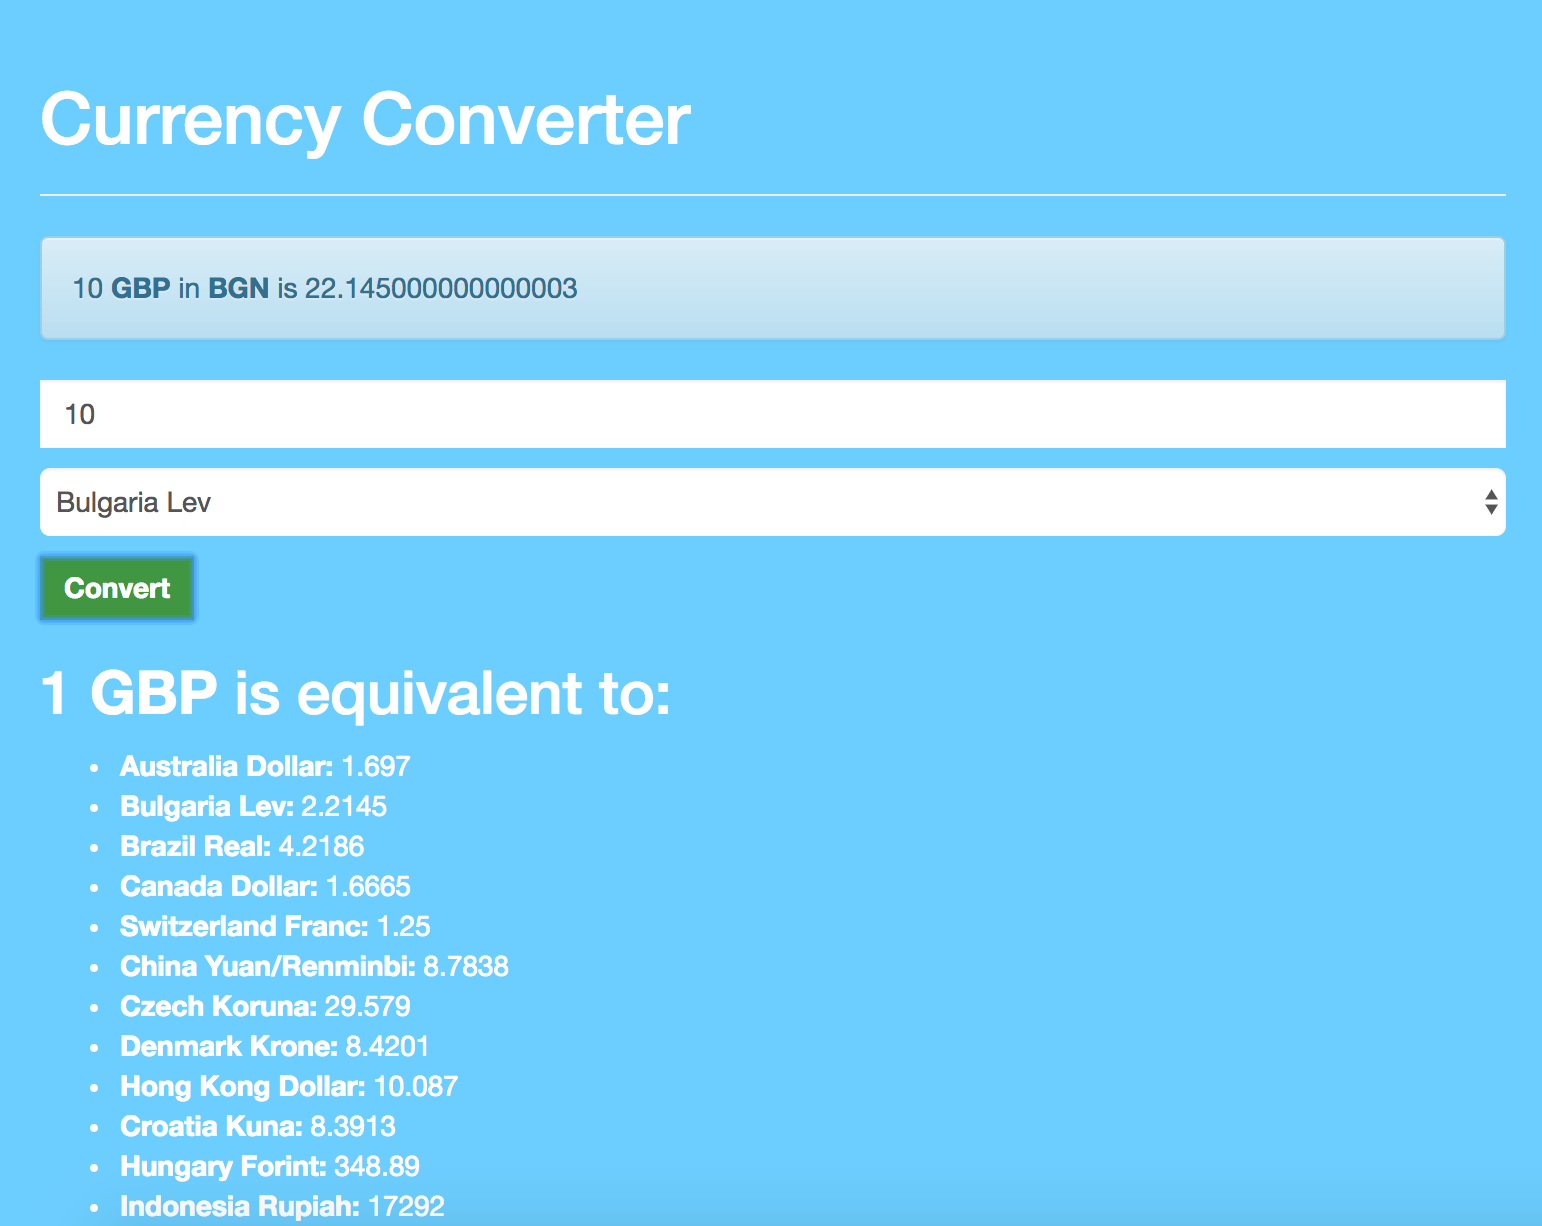 Currency Converter
10 GBP in BGN is 22.145000000000003
10
Bulgaria Lev
Convert
1 GBP is equivalent to:
Australia Dollar: 1.697
Bulgaria Lev: 2.2145
Brazil Real: 4.2186
Canada Dollar: 1.6665
Switzerland Franc: 1.25
China Yuan/Renminbi: 8.7838
Czech Koruna: 29.579
Denmark Krone: 8.4201
Hong Kong Dollar: 10.087
Croatia Kuna: 8.3913
Hungary Forint: 348.89
Indonesia Rupiah: 17292